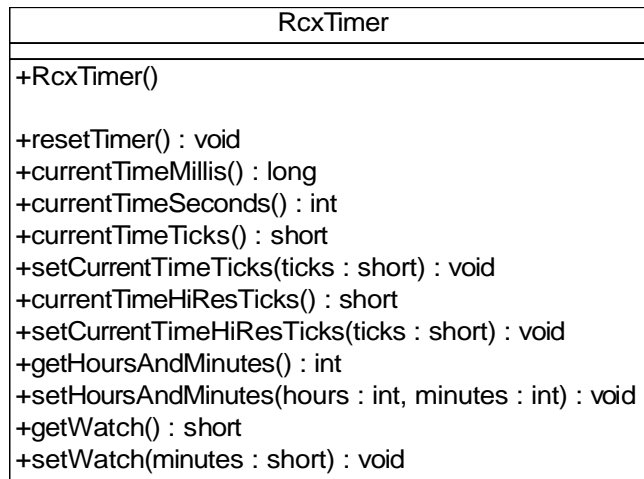 RcxTimer
+RcxTimer()
+resetTimer() : void
+currentTimeMillis() : long
+currentTimeSeconds() : int
+currentTimeTicks() : short
+setCurrentTimeTicks(ticks : short) : void
+currentTimeHiResTicks() : short
+setCurrentTimeHiResTicks(ticks : short) : void
+getHoursAndMinutes() : int
+setHoursAndMinutes(hours : int, minutes : int) : void
+getWatch() : short
+setWatch(minutes : short) : void